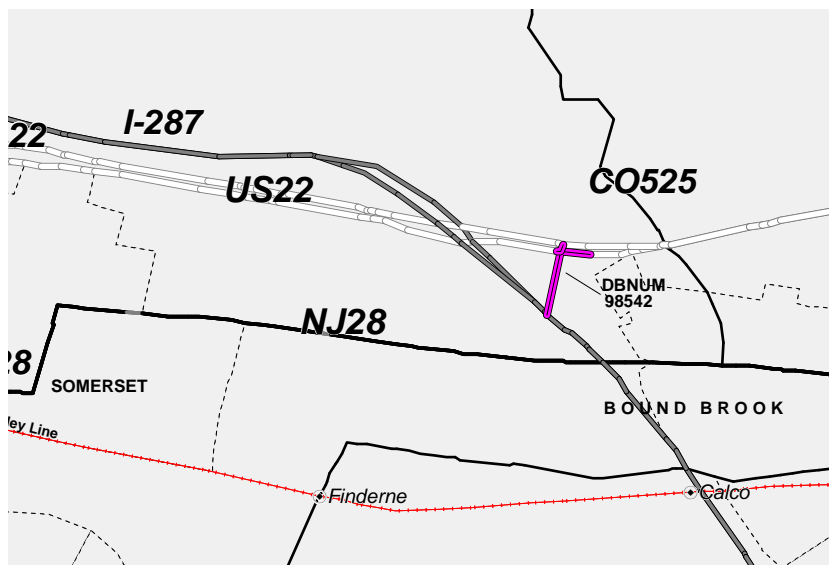 I-287
22
US22
CO525
DBNUM
98542
NJ28
28
SOMERSET
BOUND BROOK
ley Line
Finderne
Calco